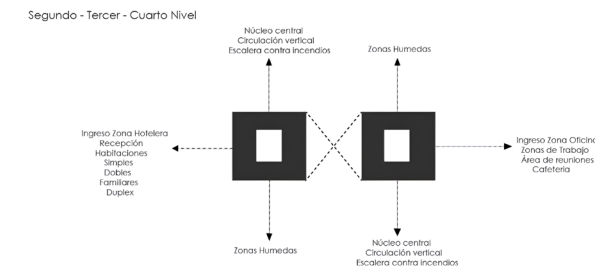 Segundo - Tercer - Cuarto Nivel
Núcleo central
Circulación vertical
Escalera contra incendios
Zonas Humedas
Ingreso Zona Hotelera
Recepción
Habitaciones
Simples
Dobles
Familiares
Duplex
Ingreso Zona Oficina
Zonas de Trabajo
Área de reuniones
Cafeteria
Zonas Humedas
Núcleo central
Circulación vertical
Escalera contra incendios